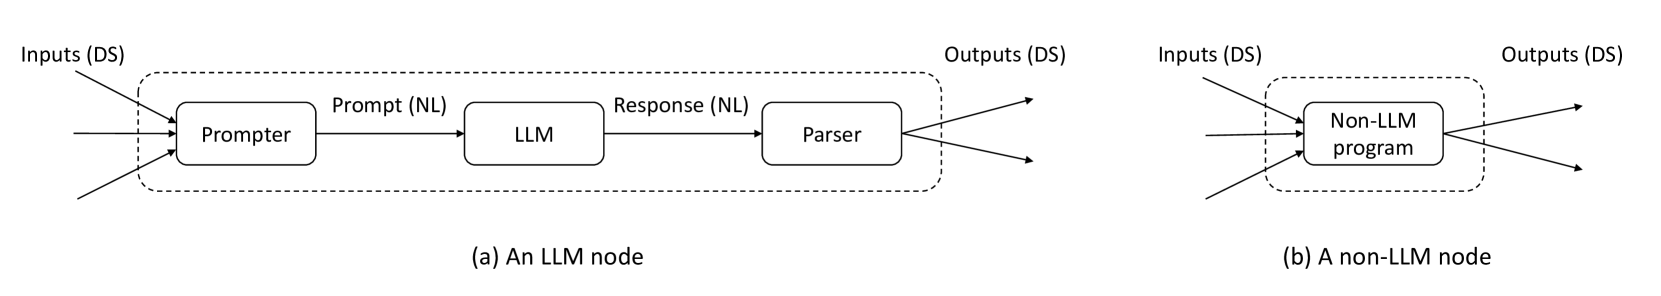 Inputs (DS)
Prompter
Prompt (NL)
LLM
Response (NL)
Parser
Outputs (DS)
(a) An LLM node
Inputs (DS)
Non-LLM
program
Outputs (DS)
(b) A non-LLM node